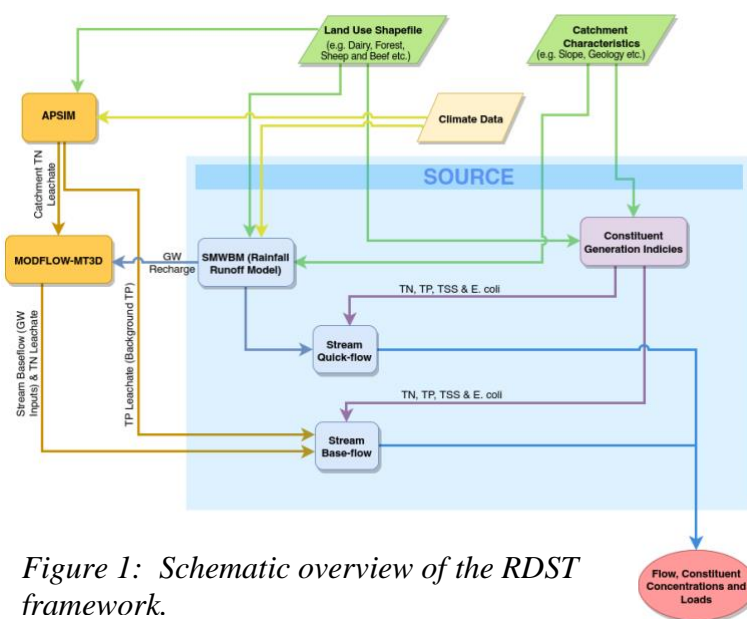 Land Use Shapefile
(e.g. Dairy, Forest,
Sheep and Beef etc.)
Catchment
Characteristics
(e.g. Slope, Geology etc.)
APSIM
Climate Data
Catchment TN
Leachate
SOURCE
MODFLOW-MT3D
GW
Recharge
SMWBM (Rainfall
Runoff Model)
Constituent
Generation Indicies
TN, TP, TSS & E. coli
Stream
Quick-flow
Stream Baseflow (GW
Inputs) & TN Leachate
TP Leachate (Background TP)
TN, TP, TSS & E. coli
Stream
Base-flow
Flow, Constituent
Concentrations and
Loads
Figure 1: Schematic overview of the RDST
framework.